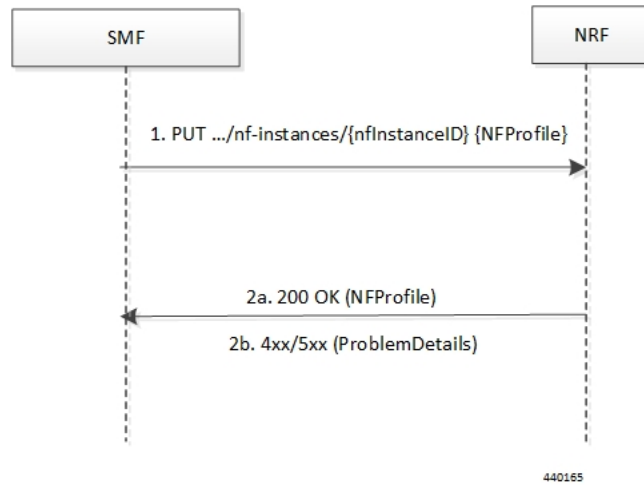 SMF
NRF
1. PUT .../nf-instances/{nfInstanceID} {NFProfile}
2a. 200 OK (NFProfile)
2b. 4xx/5xx (ProblemDetails)
440165